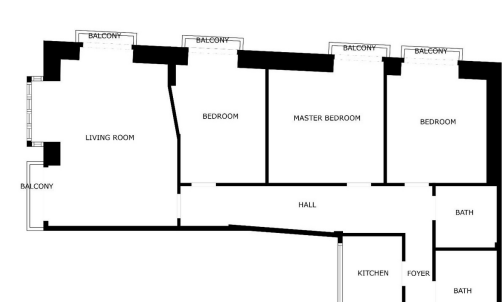 BALCONY
BALCONY
BALCONY
BALCONY
BEDROOM
MASTER BEDROOM
BEDROOM
LIVING ROOM
BALCONY
HALL
BATH
KITCHEN
FOYER
BATH